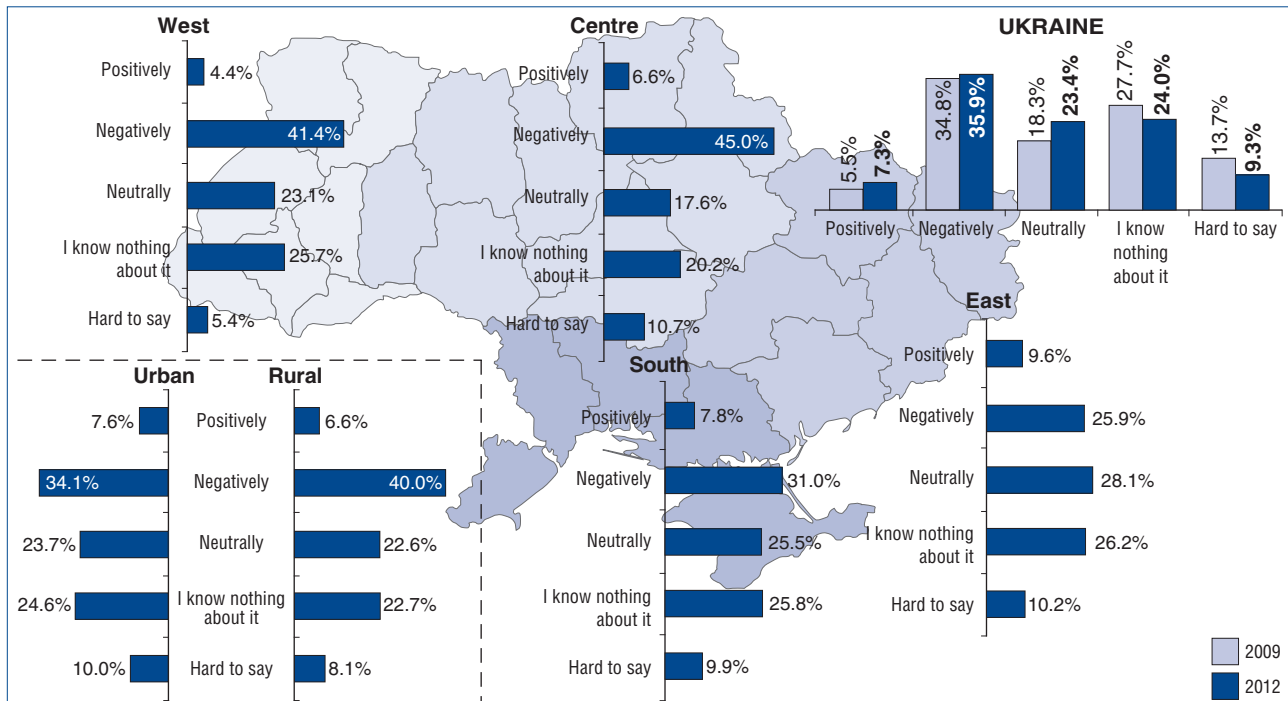 West
Positively
4.4%
Negatively
41.4%
Neutrally
23.1%
I know nothing
about it
25.7%
Hard to say
5.4%
Centre
Positively
6.6%
Negatively
45.0%
Neutrally
17.6%
I know nothing
about it
20.2%
Hard to say
10.7%
UKRAINE
5.5%
7.3%
34.8%
35.9%
18.3%
23.4%
27.7%
24.0%
13.7%
9.3%
Positively
Negatively
Neutrally
I know
nothing
about it
Hard to say
Urban
Rural
7.6%
Positively
6.6%
34.1%
Negatively
40.0%
23.7%
Neutrally
22.6%
24.6%
I know nothing
about it
22.7%
10.0%
Hard to say
8.1%
South
Positively
7.8%
Negatively
31.0%
Neutrally
25.5%
I know nothing
about it
25.8%
Hard to say
9.9%
East
Positively
9.6%
Negatively
25.9%
Neutrally
28.1%
I know nothing
about it
26.2%
Hard to say
10.2%
2009
2012